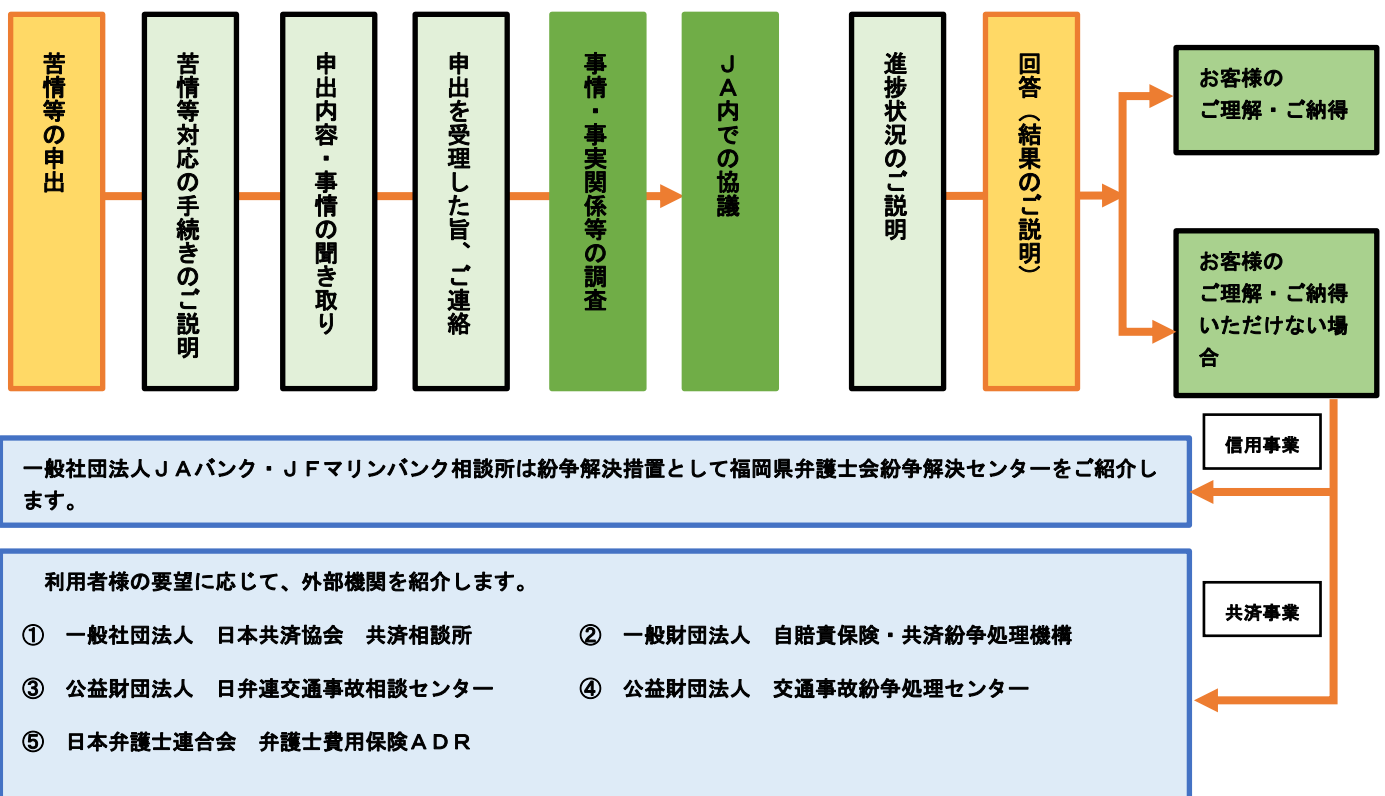 苦情等の申出
苦情等対応の手続きのご説明
申出内容・事情の聞き取り
申出を受理した旨、ご連絡
事情・事実関係等の調査
ＪＡ内での協議
進捗状況のご説明
回答（結果のご説明）
お客様の
ご理解・ご納得
お客様の
ご理解・ご納得
いただけない場
合
信用事業
一般社団法人ＪＡバンク・ＪＦマリンバンク相談所は紛争解決措置として福岡県弁護士会紛争解決センターをご紹介し
ます。
共済事業
利用者様の要望に応じて、外部機関を紹介します。
①　一般社団法人　日本共済協会　共済相談所　　　　　②　一般財団法人　自賠責保険・共済紛争処理機構
③　公益財団法人　日弁連交通事故相談センター　　　　④　公益財団法人　交通事故紛争処理センター
⑤　日本弁護士連合会　弁護士費用保険ＡＤＲ